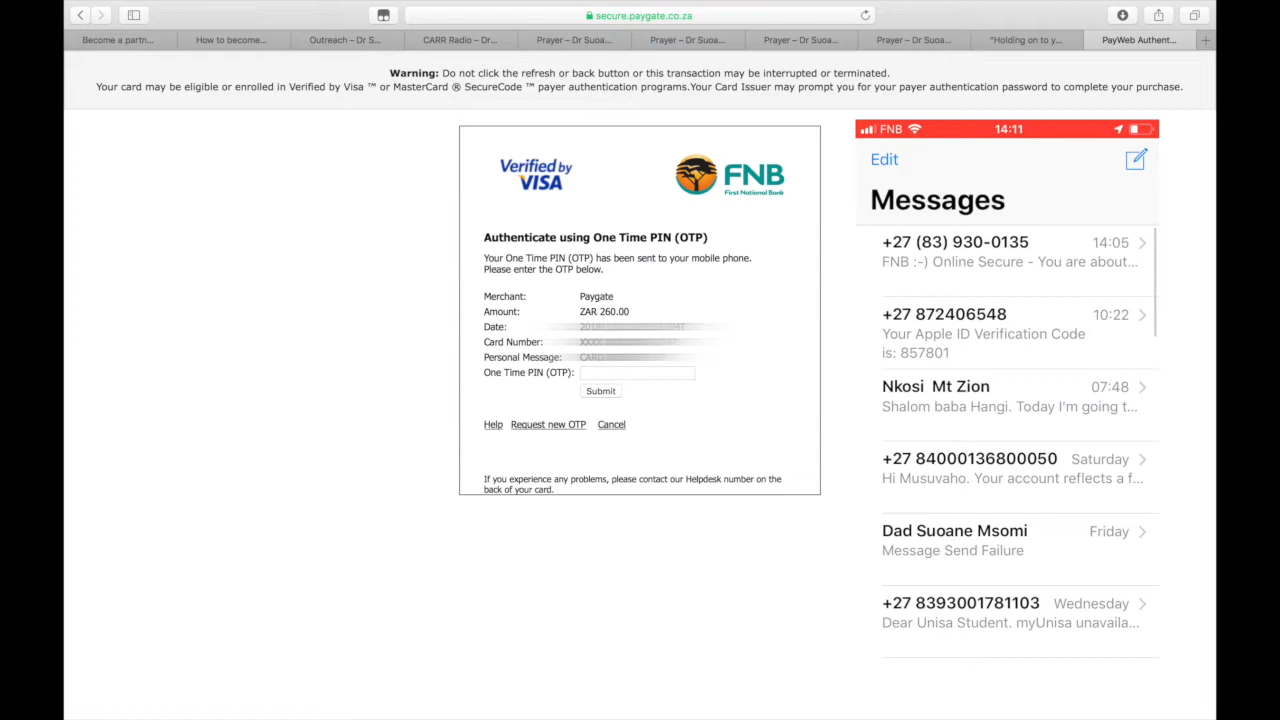 secure.paygate.co.za
Become a partn...
How to become...
Outreach – Dr S...
CARR Radio – Dr...
Prayer – Dr Suoa...
Prayer – Dr Suoa...
Prayer – Dr Suoa...
Prayer – Dr Suoa...
"Holding on to y...
PayWeb Authent...
Warning: Do not click the refresh or back button or this transaction may be interrupted or terminated.
Your card may be eligible or enrolled in Verified by Visa ™ or MasterCard ® SecureCode ™ payer authentication programs.Your Card Issuer may prompt you for your payer authentication password to complete your purchase.
Verified by
VISA
FNB
First National Bank
Authenticate using One Time PIN (OTP)
Your One Time PIN (OTP) has been sent to your mobile phone.
Please enter the OTP below.
Merchant: Paygate
Amount: ZAR 260.00
Date:
Card Number:
Personal Message: CARD
One Time PIN (OTP):
Submit
Help Request new OTP Cancel
If you experience any problems, please contact our Helpdesk number on the
back of your card.
FNB 14:11
Edit
Messages
+27 (83) 930-0135 14:05
FNB :-) Online Secure - You are about...
+27 872406548 10:22
Your Apple ID Verification Code
is: 857801
Nkosi Mt Zion 07:48
Shalom baba Hangi. Today I'm going t...
+27 84000136800050 Saturday
Hi Musuvaho. Your account reflects a f...
Dad Suoane Msomi Friday
Message Send Failure
+27 8393001781103 Wednesday
Dear Unisa Student. myUnisa unavaila...